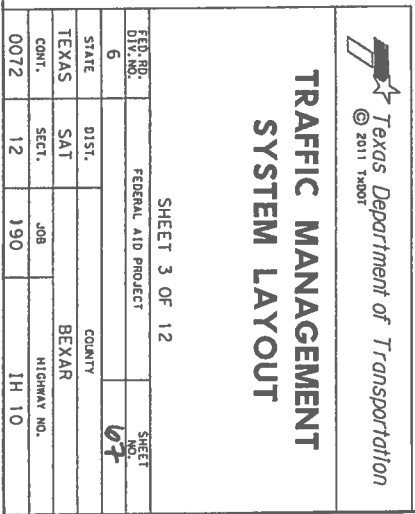 Texas Department of Transportation
© 2011 TxDOT
TRAFFIC MANAGEMENT
SYSTEM LAYOUT
SHEET 3 OF 12
FED. RD. DIV. NO. FEDERAL AID PROJECT SHEET NO.
6 67
STATE DIST. COUNTY
TEXAS SAT BEXAR
CONT. SECT. JOB HIGHWAY NO.
0072 12 190 IH 10